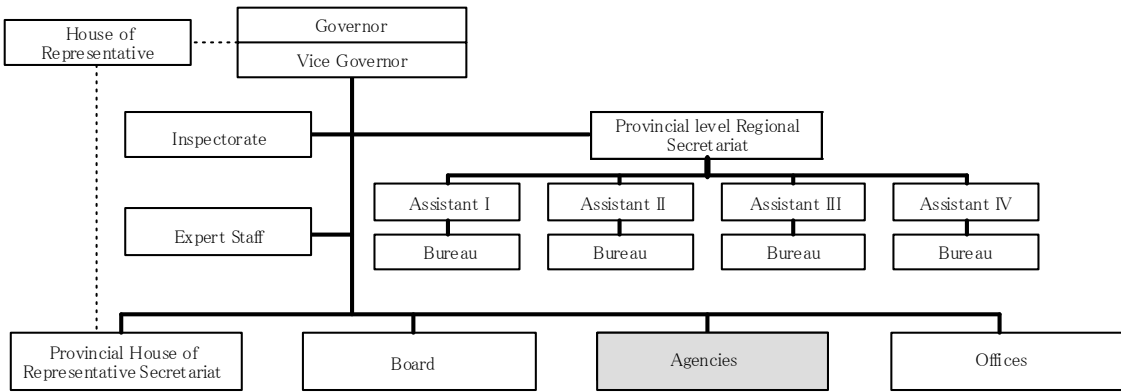 House of
Representative
Governor
Vice Governor
Inspectorate
Provincial level Regional
Secretariat
Assistant I
Assistant II
Assistant III
Assistant IV
Expert Staff
Bureau
Bureau
Bureau
Bureau
Provincial House of
Representative Secretariat
Board
Agencies
Offices